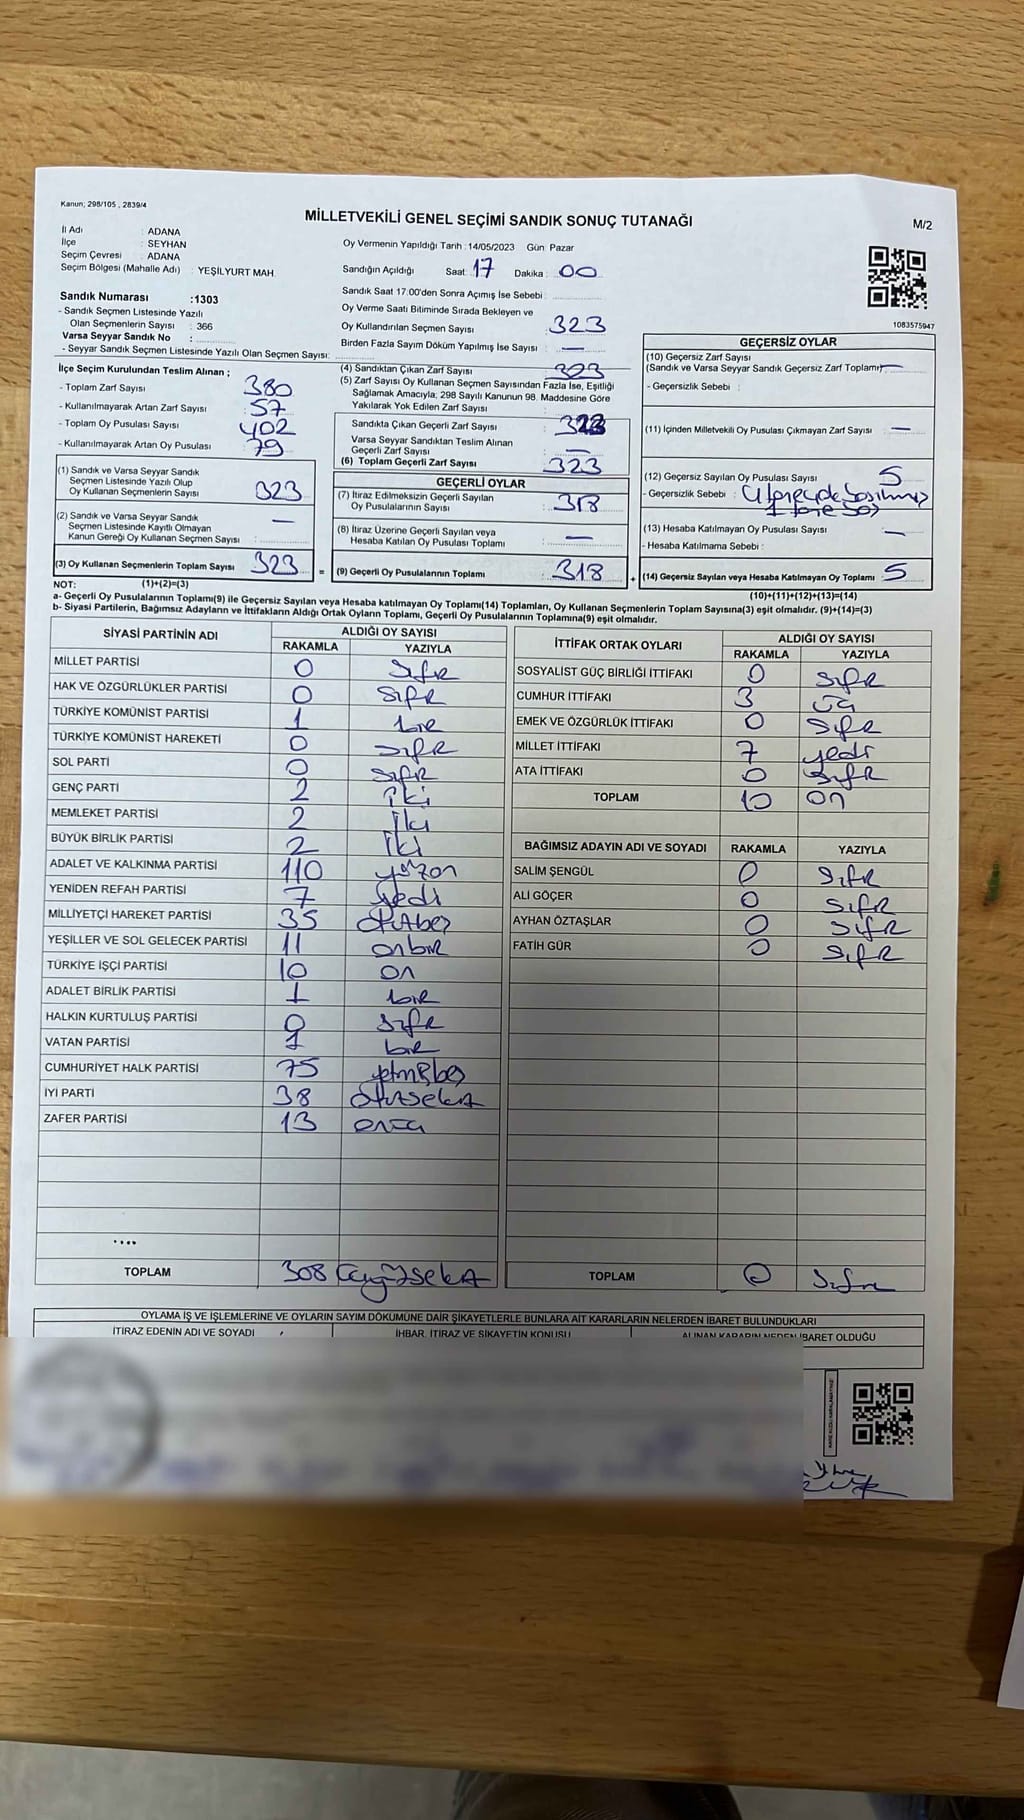 Kanun; 298/105 , 2839/4
MİLLETVEKİLİ GENEL SEÇİMİ SANDIK SONUÇ TUTANAĞI
M/2
İl Adı : ADANA
İlçe : SEYHAN
Seçim Çevresi : ADANA
Seçim Bölgesi (Mahalle Adı) : YEŞİLYURT MAH.
Sandık Numarası :1303
- Sandık Seçmen Listesinde Yazılı
Olan Seçmenlerin Sayısı : 366
Varsa Seyyar Sandık No :
- Seyyar Sandık Seçmen Listesinde Yazılı Olan Seçmen Sayısı:
Oy Vermenin Yapıldığı Tarih :14/05/2023 Gün: Pazar
Sandığın Açıldığı Saat: 17 Dakika : 00
Sandık Saat 17:00'den Sonra Açılmış İse Sebebi :
Oy Verme Saati Bitiminde Sırada Bekleyen ve
Oy Kullandırılan Seçmen Sayısı : 323
Birden Fazla Sayım Döküm Yapılmış İse Sayısı : —
1083575947
İlçe Seçim Kurulundan Teslim Alınan ;
- Toplam Zarf Sayısı : 380
- Kullanılmayarak Artan Zarf Sayısı : 57
- Toplam Oy Pusulası Sayısı : 402
- Kullanılmayarak Artan Oy Pusulası : 79
(1) Sandık ve Varsa Seyyar Sandık
Seçmen Listesinde Yazılı Olup
Oy Kullanan Seçmenlerin Sayısı : 323
(2) Sandık ve Varsa Seyyar Sandık
Seçmen Listesinde Kayıtlı Olmayan
Kanun Gereği Oy Kullanan Seçmen Sayısı : —
(3) Oy Kullanan Seçmenlerin Toplam Sayısı 323
(4) Sandıktan Çıkan Zarf Sayısı : 323
(5) Zarf Sayısı Oy Kullanan Seçmen Sayısından Fazla İse, Eşitliği
Sağlamak Amacıyla; 298 Sayılı Kanunun 98. Maddesine Göre
Yakılarak Yok Edilen Zarf Sayısı :
Sandıkta Çıkan Geçerli Zarf Sayısı : 323
Varsa Seyyar Sandıktan Teslim Alınan
Geçerli Zarf Sayısı : —
(6) Toplam Geçerli Zarf Sayısı : 323
GEÇERLİ OYLAR
(7) İtiraz Edilmeksizin Geçerli Sayılan
Oy Pusulalarının Sayısı : 318
(8) İtiraz Üzerine Geçerli Sayılan veya
Hesaba Katılan Oy Pusulası Toplamı : —
= (9) Geçerli Oy Pusulalarının Toplamı : 318
GEÇERSİZ OYLAR
(10) Geçersiz Zarf Sayısı
(Sandık ve Varsa Seyyar Sandık Geçersiz Zarf Toplamı) —
- Geçersizlik Sebebi :
(11) İçinden Milletvekili Oy Pusulası Çıkmayan Zarf Sayısı : —
(12) Geçersiz Sayılan Oy Pusulası Sayısı : 5
- Geçersizlik Sebebi :
(13) Hesaba Katılmayan Oy Pusulası Sayısı : —
- Hesaba Katılmama Sebebi :
+ (14) Geçersiz Sayılan veya Hesaba Katılmayan Oy Toplamı : 5
NOT: (1)+(2)=(3)
(10)+(11)+(12)+(13)=(14)
a- Geçerli Oy Pusulaları Toplamı(9) ile Geçersiz Sayılan veya Hesaba katılmayan Oy Toplamı(14) Toplamları, Oy Kullanan Seçmenlerin Toplam Sayısına(3) eşit olmalıdır. (9)+(14)=(3)
b- Siyasi Partilerin, Bağımsız Adayların ve İttifakların Aldığı Ortak Oyların Toplamı, Geçerli Oy Pusulalarının Toplamına(9) eşit olmalıdır.
SİYASİ PARTİNİN ADI ALDIĞI OY SAYISI
RAKAMLA YAZIYLA
MİLLET PARTİSİ 0 Sıfır
HAK VE ÖZGÜRLÜKLER PARTİSİ 0 Sıfır
TÜRKİYE KOMÜNİST PARTİSİ 1 bir
TÜRKİYE KOMÜNİST HAREKETİ 0 Sıfır
SOL PARTİ 0 Sıfır
GENÇ PARTİ 2 iki
MEMLEKET PARTİSİ 2 iki
BÜYÜK BİRLİK PARTİSİ 2 iki
ADALET VE KALKINMA PARTİSİ 110 yüzon
YENİDEN REFAH PARTİSİ 7 yedi
MİLLİYETÇİ HAREKET PARTİSİ 35 otuzbeş
YEŞİLLER VE SOL GELECEK PARTİSİ 11 onbir
TÜRKİYE İŞÇİ PARTİSİ 10 on
ADALET BİRLİK PARTİSİ 1 bir
HALKIN KURTULUŞ PARTİSİ 0 Sıfır
VATAN PARTİSİ 1 bir
CUMHURİYET HALK PARTİSİ 75 yetmişbeş
İYİ PARTİ 38 otuzsekiz
ZAFER PARTİSİ 13 onüç
....
TOPLAM 308 üçyüzsekiz
İTTİFAK ORTAK OYLARI ALDIĞI OY SAYISI
RAKAMLA YAZIYLA
SOSYALİST GÜÇ BİRLİĞİ İTTİFAKI 0 Sıfır
CUMHUR İTTİFAKI 3 üç
EMEK VE ÖZGÜRLÜK İTTİFAKI 0 Sıfır
MİLLET İTTİFAKI 7 yedi
ATA İTTİFAKI 0 Sıfır
TOPLAM 10 on
BAĞIMSIZ ADAYIN ADI VE SOYADI RAKAMLA YAZIYLA
SALİM ŞENGÜL 0 Sıfır
ALİ GÖÇER 0 Sıfır
AYHAN ÖZTAŞLAR 0 Sıfır
FATİH GÜR 0 Sıfır
TOPLAM 0 Sıfır
OYLAMA İŞ VE İŞLEMLERİNE VE OYLARIN SAYIM DÖKÜMÜNE DAİR ŞİKAYETLERLE BUNLARA AİT KARARLARIN NELERDEN İBARET BULUNDUKLARI
İTİRAZ EDENİN ADI VE SOYADI İHBAR, İTİRAZ VE ŞİKAYETİN KONUSU ALINAN KARARIN NEDEN İBARET OLDUĞU